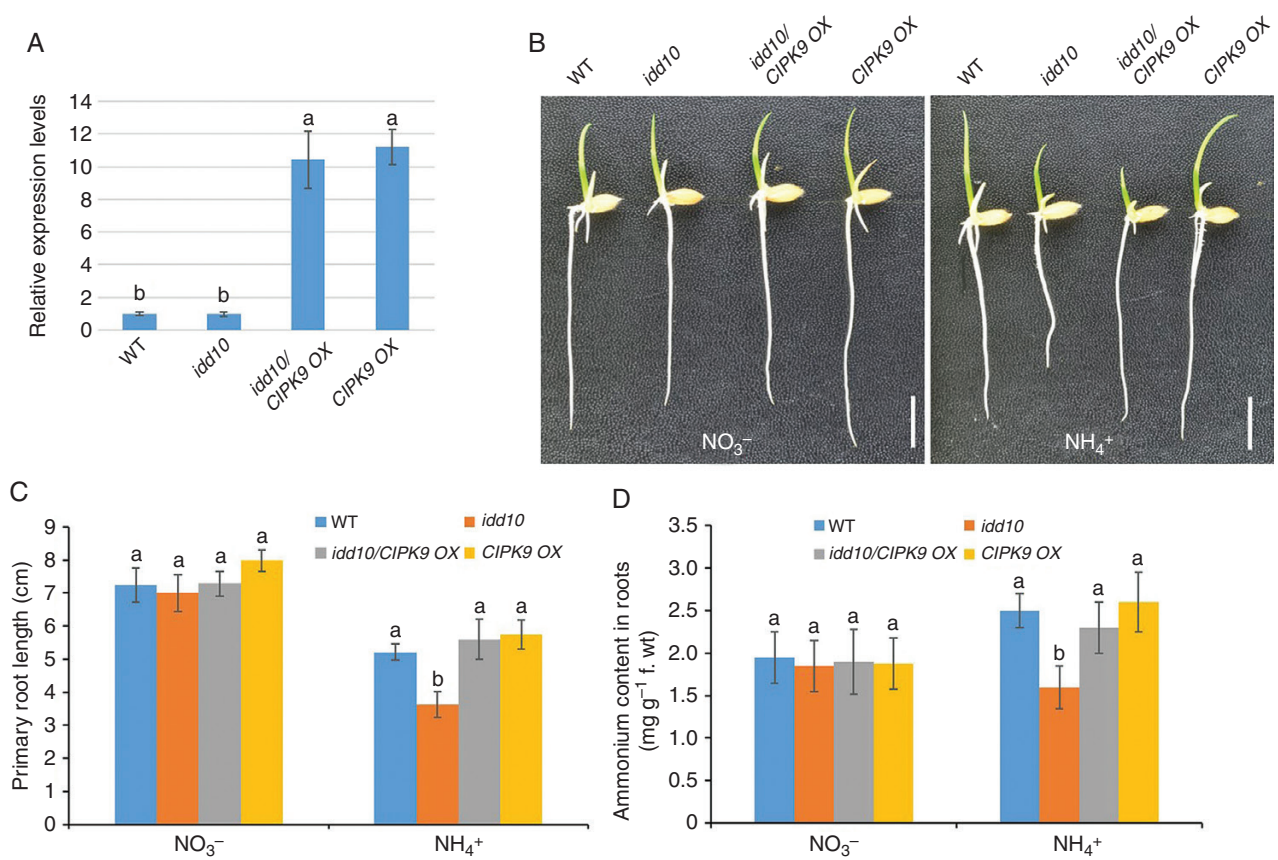 A
Relative expression levels
14
12
10
8
6
4
2
0
b
b
a
a
WT
idd10
idd10/
CIPK9 OX
CIPK9 OX
B
WT
idd10
idd10/
CIPK9 OX
CIPK9 OX
WT
idd10
idd10/
CIPK9 OX
CIPK9 OX
NO₃⁻
NH₄⁺
C
Primary root length (cm)
9
8
7
6
5
4
3
2
1
0
WT
idd10
idd10/CIPK9 OX
CIPK9 OX
a
a
a
a
a
b
a
a
NO₃⁻
NH₄⁺
D
Ammonium content in roots
(mg g⁻¹ f. wt)
3.5
3.0
2.5
2.0
1.5
1.0
0.5
0
WT
idd10
idd10/CIPK9 OX
CIPK9 OX
a
a
a
a
a
b
a
a
NO₃⁻
NH₄⁺